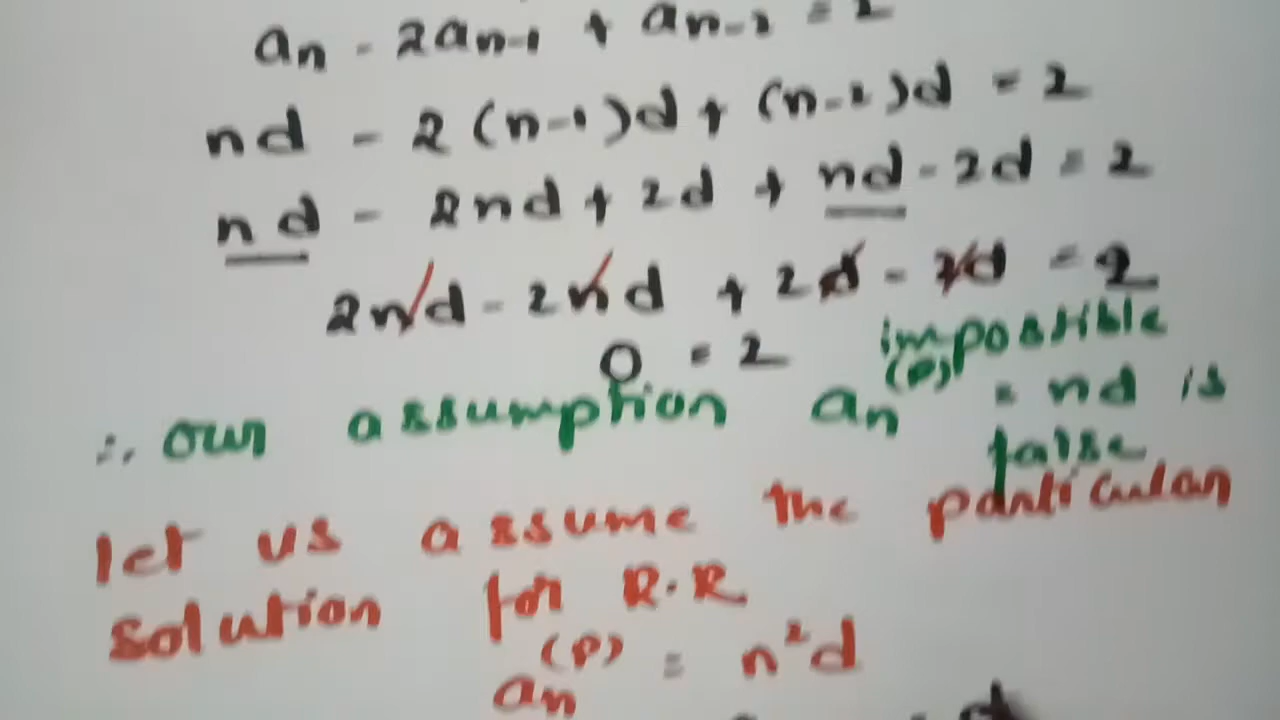 an - 2an-1 + an-2 = 2
nd - 2(n-1)d + (n-2)d = 2
nd - 2nd + 2d + nd - 2d = 2
2nd - 2nd + 2d - 2d = 2
0 = 2 impossible
∴ our assumption an(P) = nd is
false
let us assume the particular
solution for R.R
an(P) = n²d